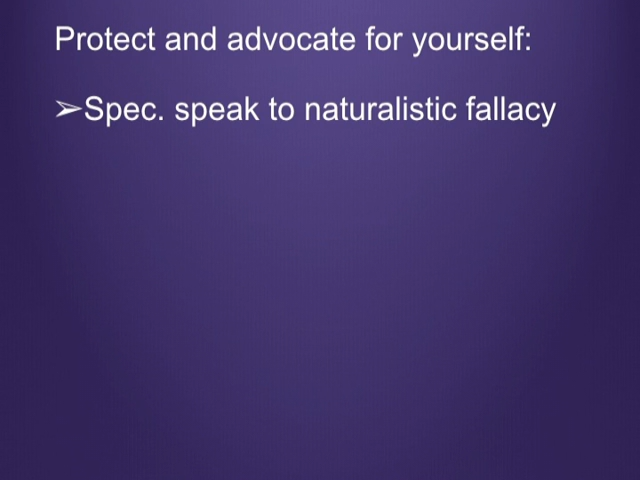 Protect and advocate for yourself:
➢Spec. speak to naturalistic fallacy